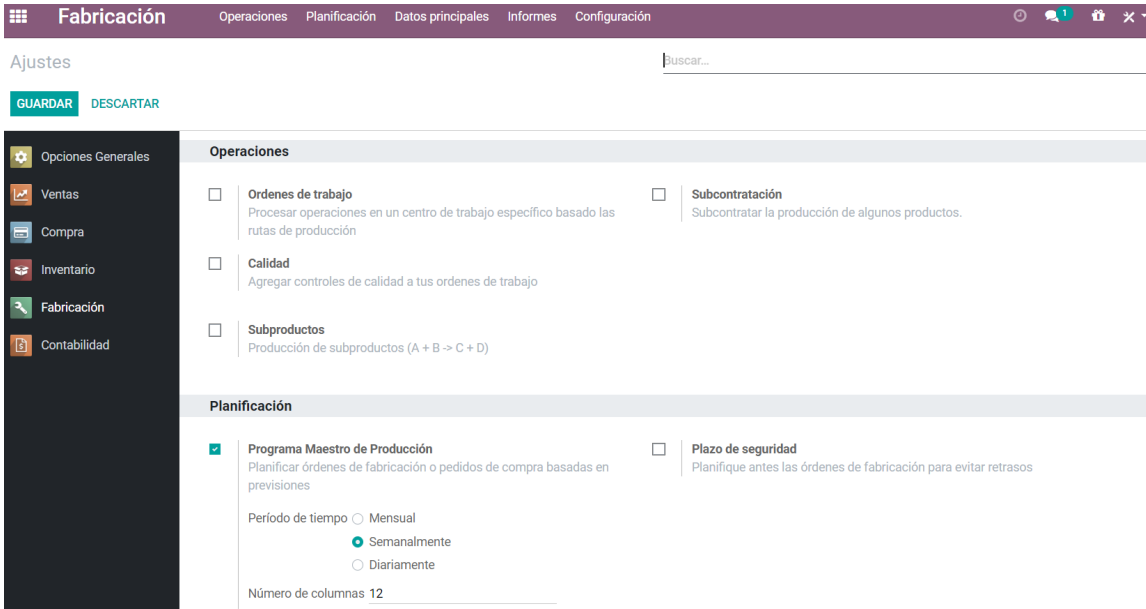 Fabricación Operaciones Planificación Datos principales Informes Configuración 1
Ajustes Buscar...
GUARDAR DESCARTAR
Opciones Generales
Ventas
Compra
Inventario
Fabricación
Contabilidad
Operaciones
Ordenes de trabajo
Procesar operaciones en un centro de trabajo específico basado las
rutas de producción
Subcontratación
Subcontratar la producción de algunos productos.
Calidad
Agregar controles de calidad a tus ordenes de trabajo
Subproductos
Producción de subproductos (A + B -> C + D)
Planificación
Programa Maestro de Producción
Planificar órdenes de fabricación o pedidos de compra basadas en
previsiones
Período de tiempo Mensual
Semanalmente
Diariamente
Número de columnas 12
Plazo de seguridad
Planifique antes las órdenes de fabricación para evitar retrasos